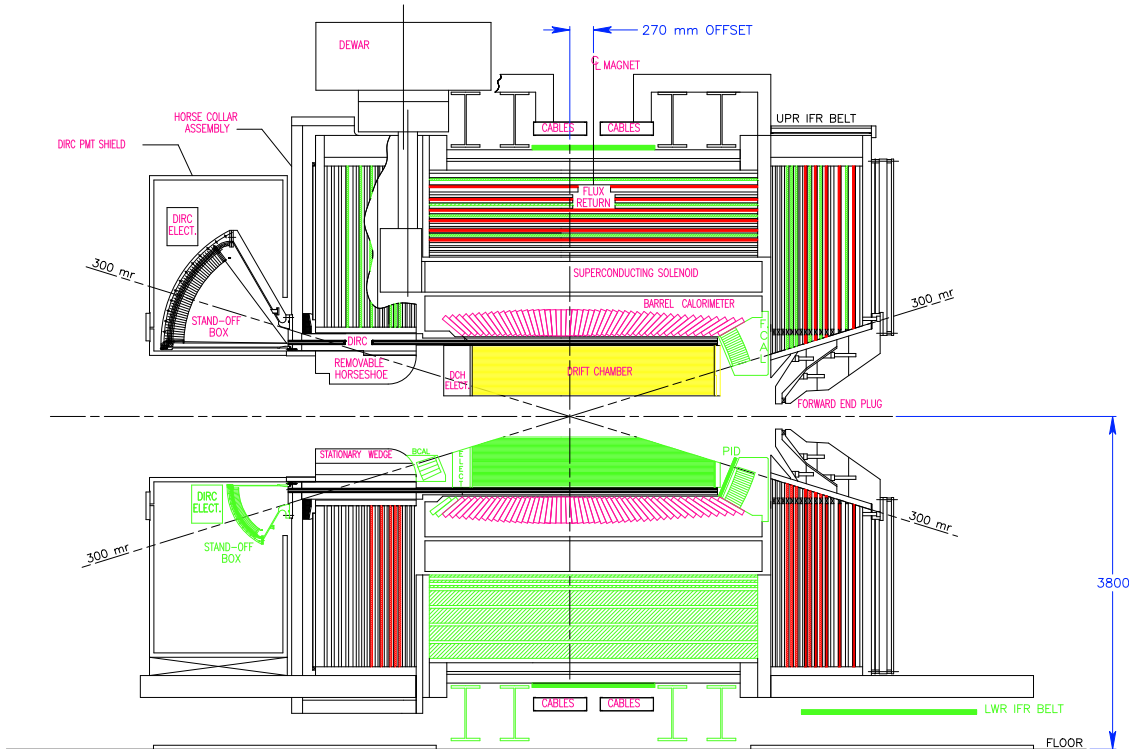 270 mm OFFSET
DEWAR
℄ MAGNET
HORSE COLLAR
ASSEMBLY
CABLES
CABLES
UPR IFR BELT
DIRC PMT SHIELD
FLUX
RETURN
DIRC
ELECT.
300 mr
SUPERCONDUCTING SOLENOID
300 mr
BARREL CALORIMETER
STAND-OFF
BOX
FCAL
DIRC
REMOVABLE
HORSESHOE
DCH
ELECT.
DRIFT CHAMBER
FORWARD END PLUG
STATIONARY WEDGE
BCAL
PID
DIRC
ELECT.
STAND-OFF
BOX
300 mr
300 mr
3800
CABLES
CABLES
LWR IFR BELT
FLOOR